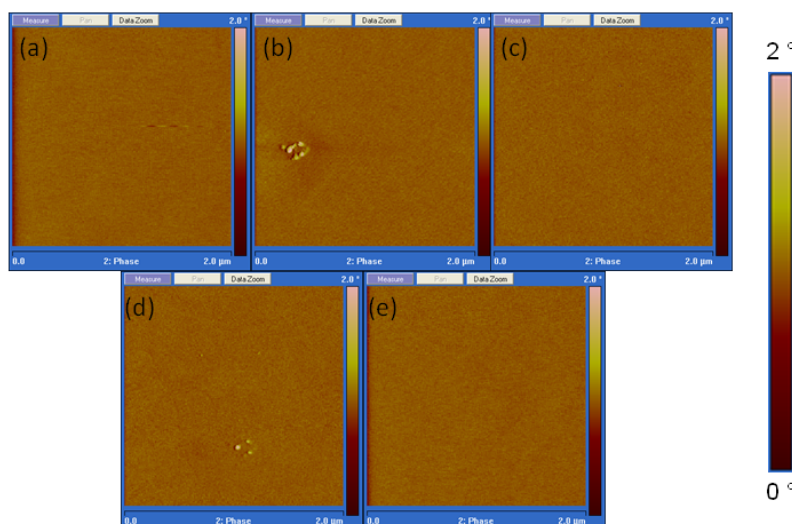 Measure Pan Data Zoom 2.0 °
(a)
0.0 2: Phase 2.0 µm
Measure Pan Data Zoom 2.0 °
(b)
0.0 2: Phase 2.0 µm
Measure Pan Data Zoom 2.0 °
(c)
0.0 2: Phase 2.0 µm
Measure Pan Data Zoom 2.0 °
(d)
0.0 2: Phase 2.0 µm
Measure Pan Data Zoom 2.0 °
(e)
0.0 2: Phase 2.0 µm
2 °
0 °